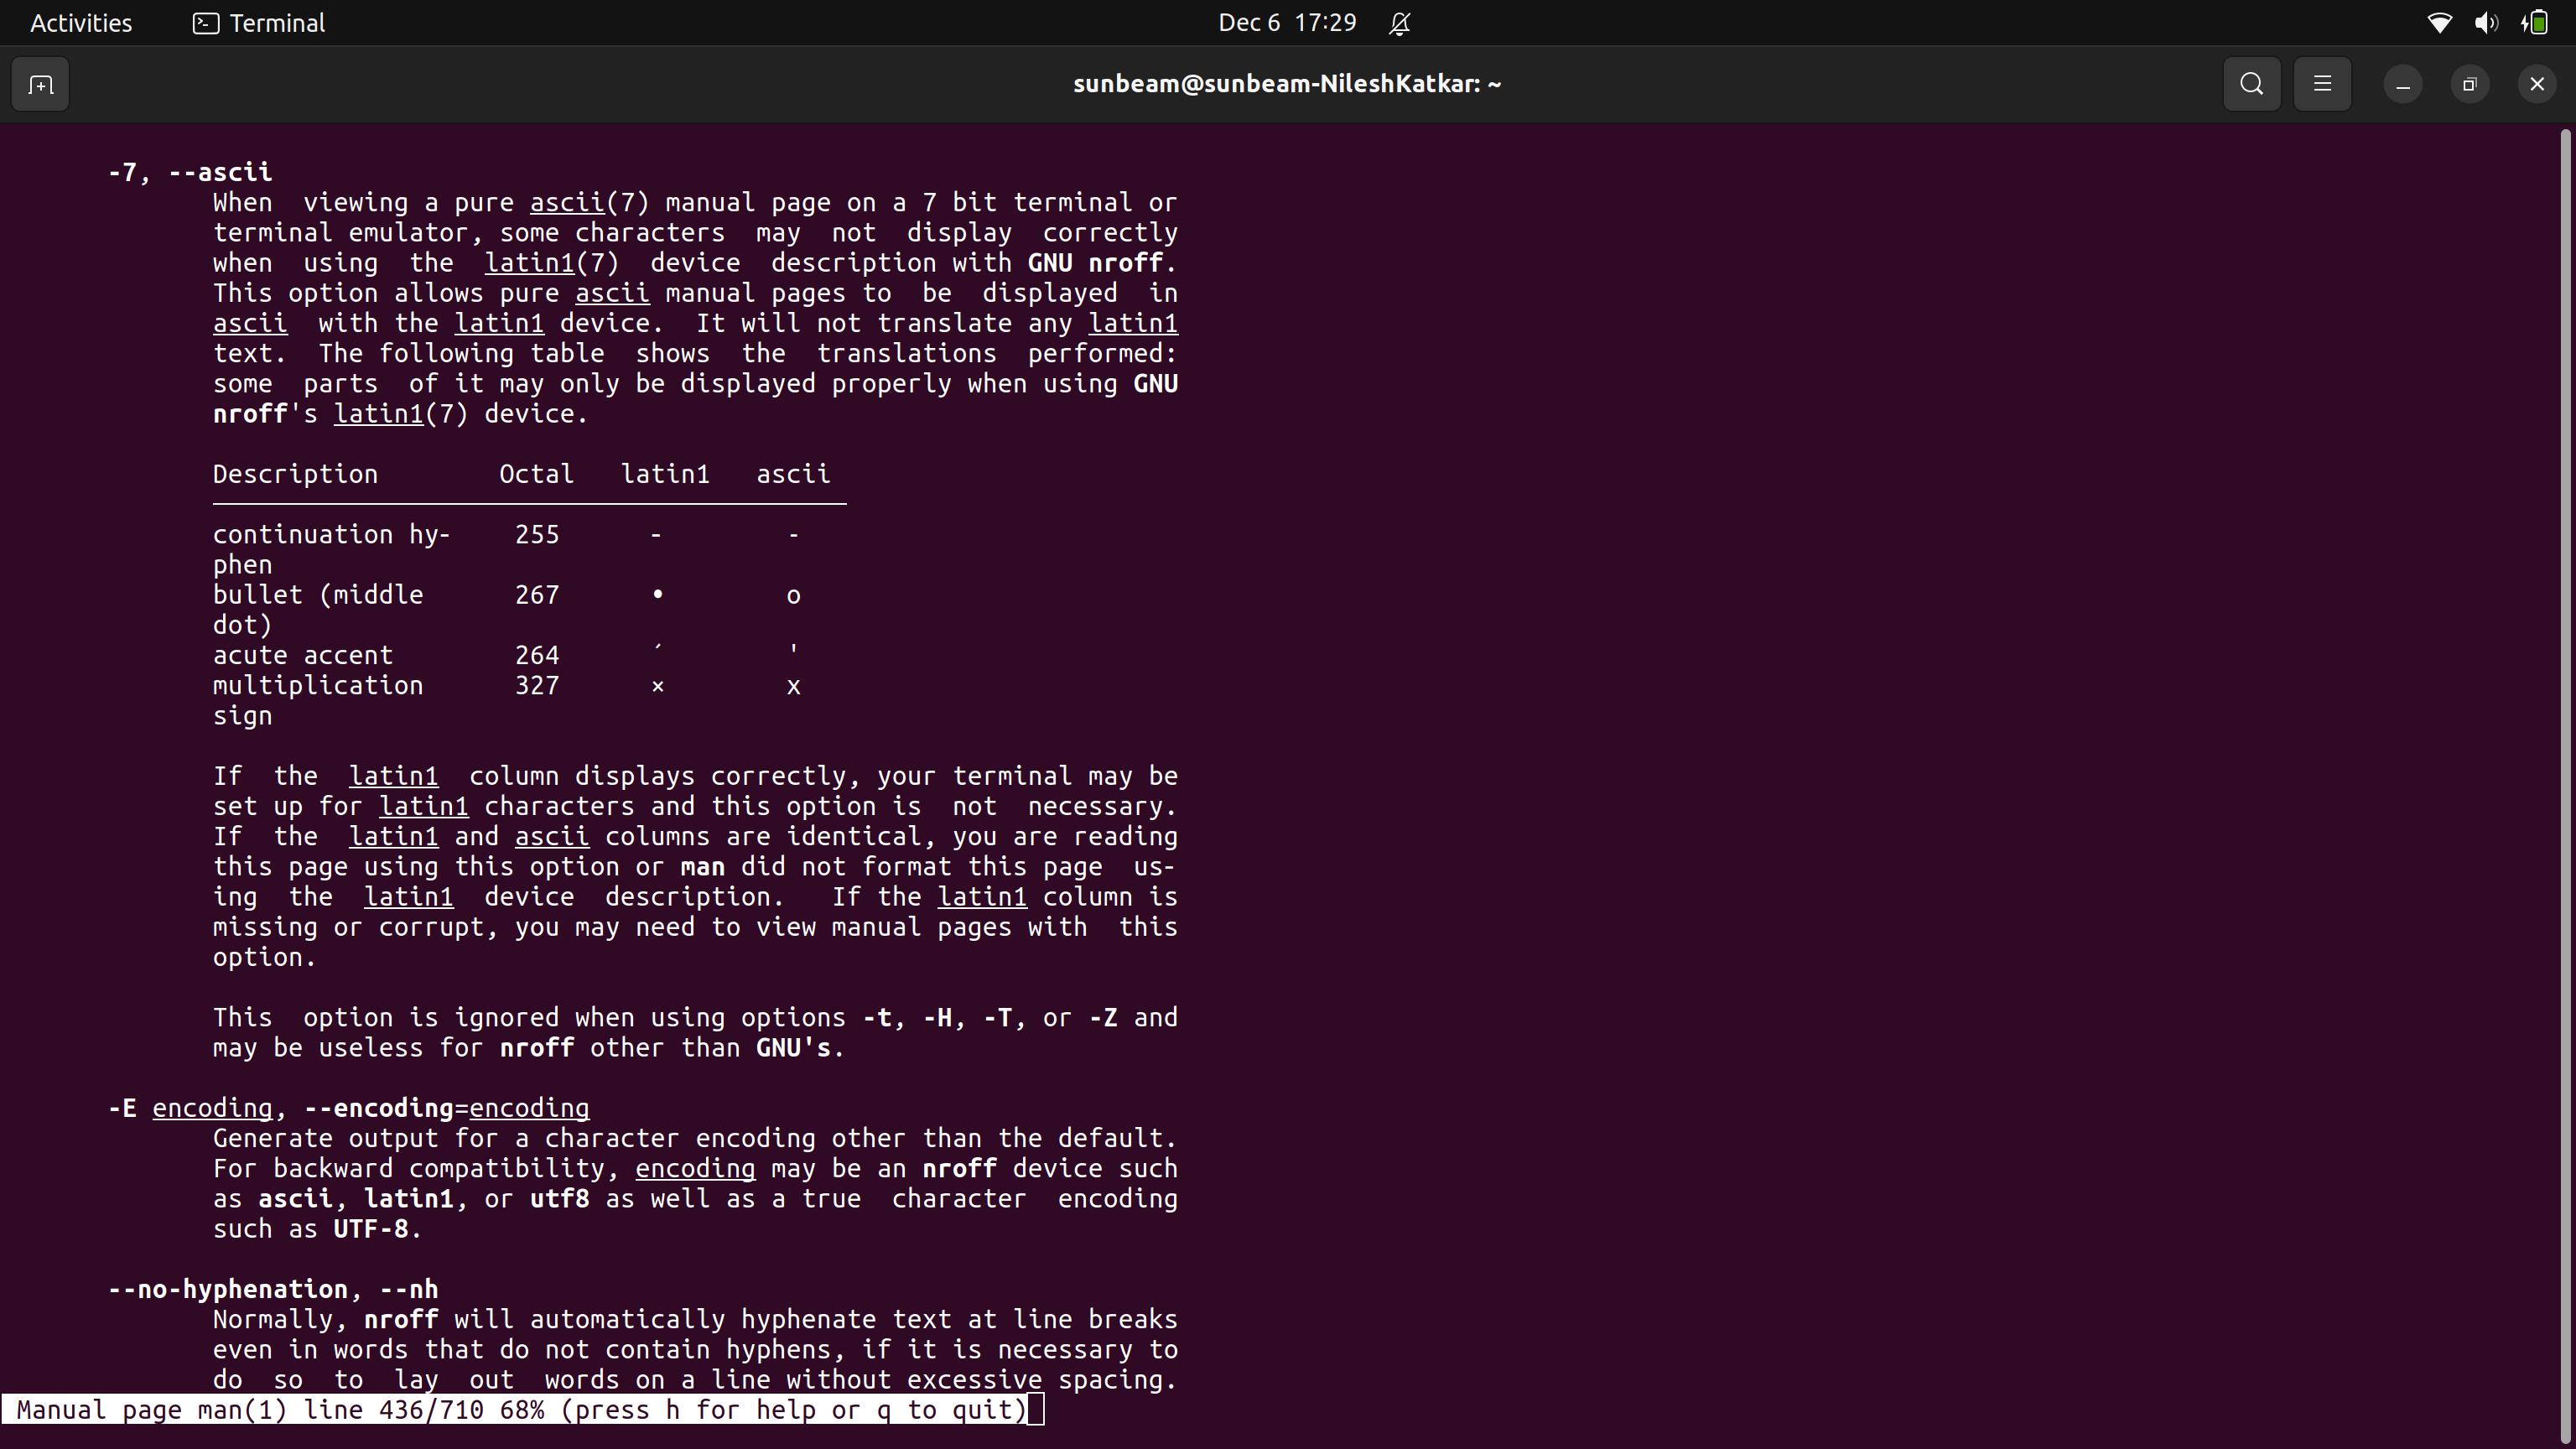 Activities Terminal Dec 6 17:29
sunbeam@sunbeam-NileshKatkar: ~
-7, --ascii
When viewing a pure ascii(7) manual page on a 7 bit terminal or
terminal emulator, some characters may not display correctly
when using the latin1(7) device description with GNU nroff.
This option allows pure ascii manual pages to be displayed in
ascii with the latin1 device. It will not translate any latin1
text. The following table shows the translations performed:
some parts of it may only be displayed properly when using GNU
nroff's latin1(7) device.
Description Octal latin1 ascii
continuation hy- 255 - -
phen
bullet (middle 267 • o
dot)
acute accent 264 ´ '
multiplication 327 × x
sign
If the latin1 column displays correctly, your terminal may be
set up for latin1 characters and this option is not necessary.
If the latin1 and ascii columns are identical, you are reading
this page using this option or man did not format this page us-
ing the latin1 device description. If the latin1 column is
missing or corrupt, you may need to view manual pages with this
option.
This option is ignored when using options -t, -H, -T, or -Z and
may be useless for nroff other than GNU's.
-E encoding, --encoding=encoding
Generate output for a character encoding other than the default.
For backward compatibility, encoding may be an nroff device such
as ascii, latin1, or utf8 as well as a true character encoding
such as UTF-8.
--no-hyphenation, --nh
Normally, nroff will automatically hyphenate text at line breaks
even in words that do not contain hyphens, if it is necessary to
do so to lay out words on a line without excessive spacing.
Manual page man(1) line 436/710 68% (press h for help or q to quit)